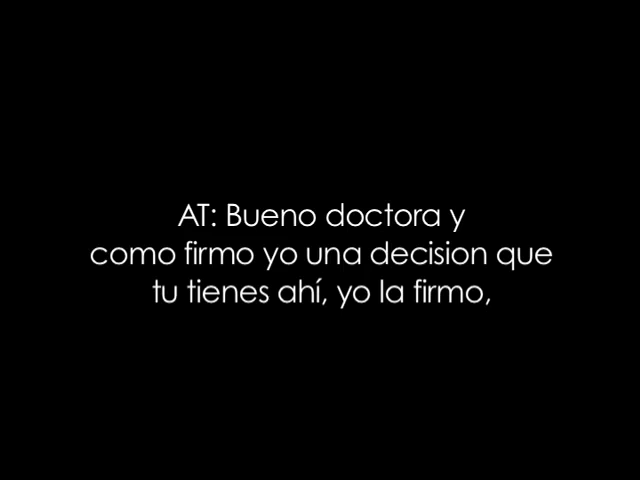 AT: Bueno doctora y
como firmo yo una decision que
tu tienes ahí, yo la firmo,